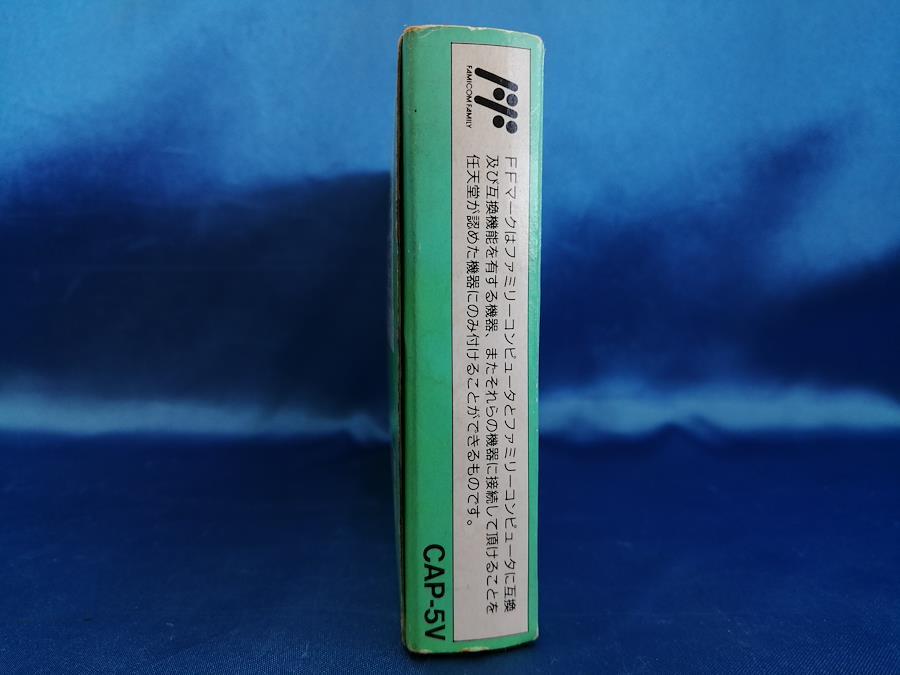 FAMICOM FAMILY
FFマークはファミリーコンピュータとファミリーコンピュータに互換
及び互換機能を有する機器、またそれらの機器に接続して頂けることを
任天堂が認めた機器にのみ付けることができるものです。
CAP-5V